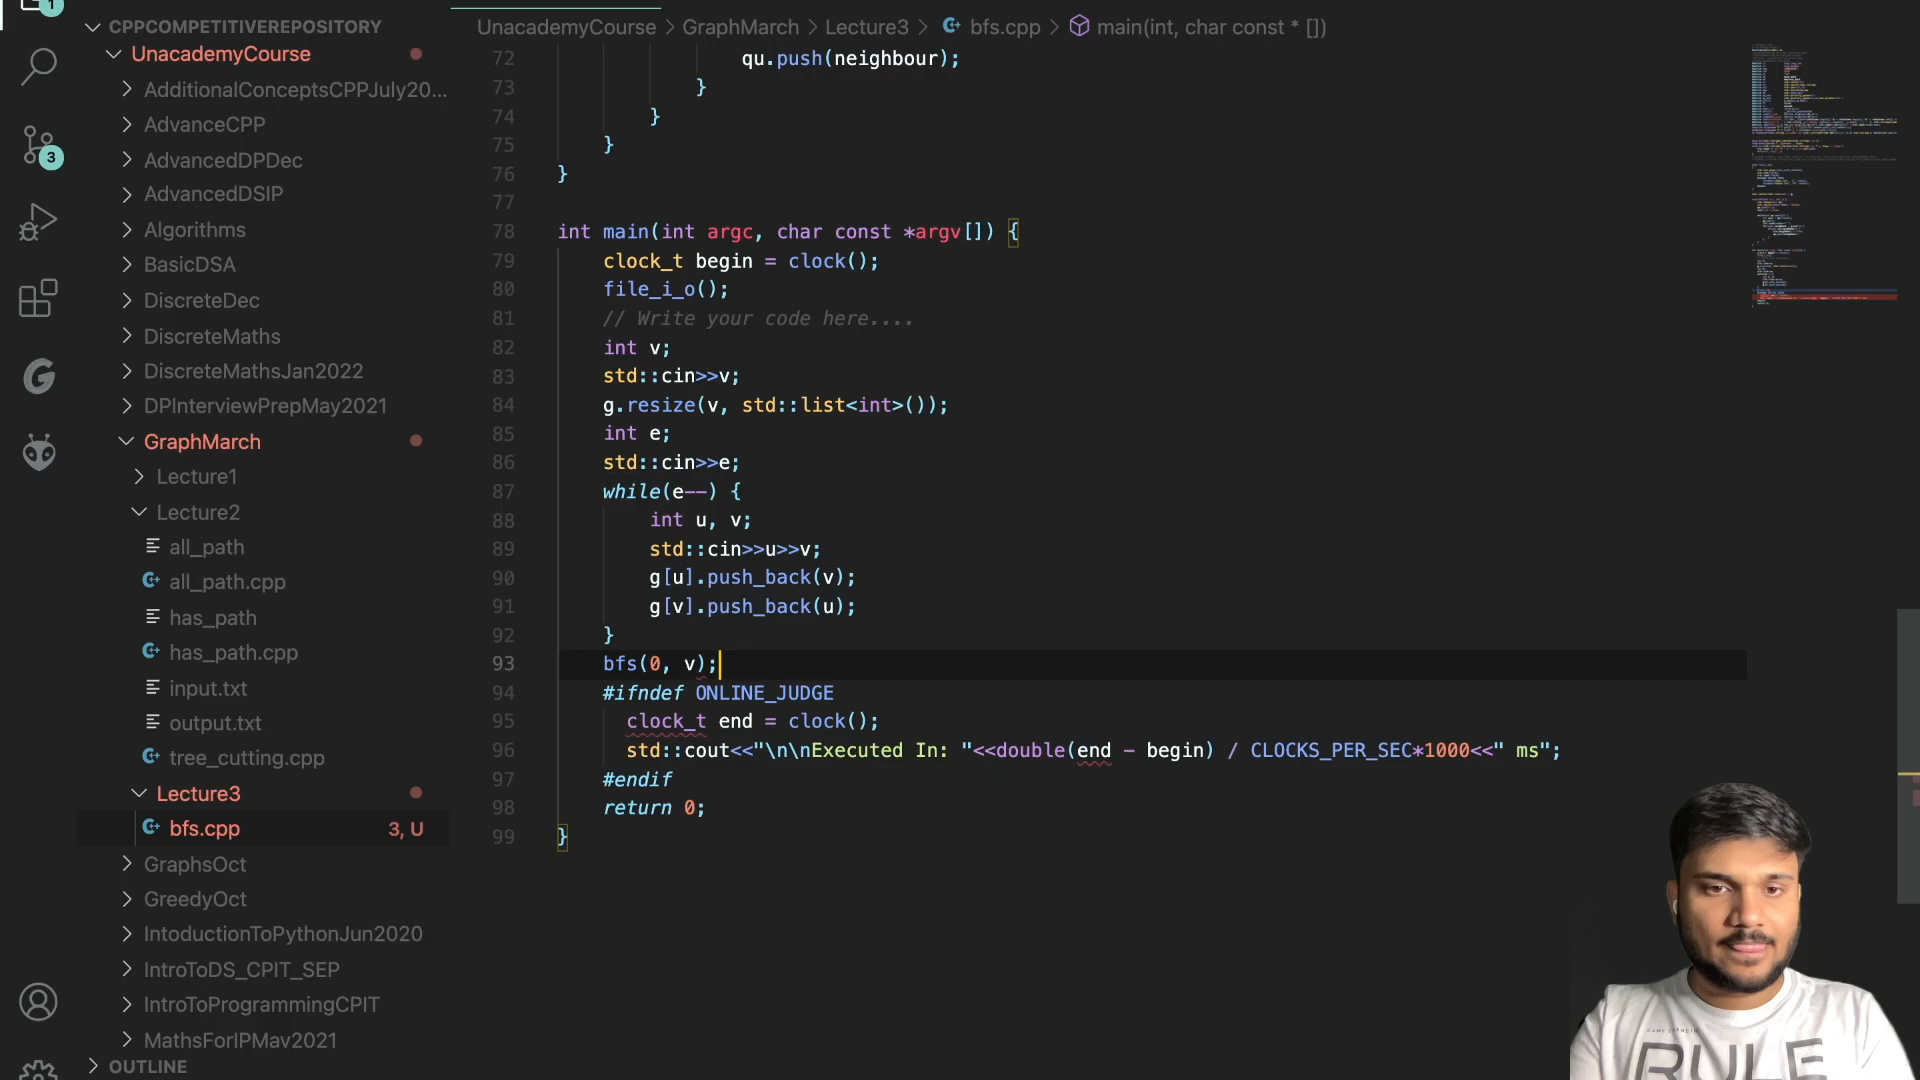 1
CPPCOMPETITIVEREPOSITORY
UnacademyCourse
AdditionalConceptsCPPJuly20...
AdvanceCPP
AdvancedDPDec
AdvancedDSIP
Algorithms
BasicDSA
DiscreteDec
DiscreteMaths
DiscreteMathsJan2022
DPInterviewPrepMay2021
GraphMarch
Lecture1
Lecture2
all_path
all_path.cpp
has_path
has_path.cpp
input.txt
output.txt
tree_cutting.cpp
Lecture3
bfs.cpp 3, U
GraphsOct
GreedyOct
IntoductionToPythonJun2020
IntroToDS_CPIT_SEP
IntroToProgrammingCPIT
MathsForIPMay2021
OUTLINE
3
UnacademyCourse > GraphMarch > Lecture3 > bfs.cpp > main(int, char const * [])
72 qu.push(neighbour);
73 }
74 }
75 }
76 }
77
78 int main(int argc, char const *argv[]) {
79 clock_t begin = clock();
80 file_i_o();
81 // Write your code here....
82 int v;
83 std::cin>>v;
84 g.resize(v, std::list<int>());
85 int e;
86 std::cin>>e;
87 while(e--) {
88 int u, v;
89 std::cin>>u>>v;
90 g[u].push_back(v);
91 g[v].push_back(u);
92 }
93 bfs(0, v);
94 #ifndef ONLINE_JUDGE
95 clock_t end = clock();
96 std::cout<<"\n\nExecuted In: "<<double(end - begin) / CLOCKS_PER_SEC*1000<<" ms";
97 #endif
98 return 0;
99 }
RULE